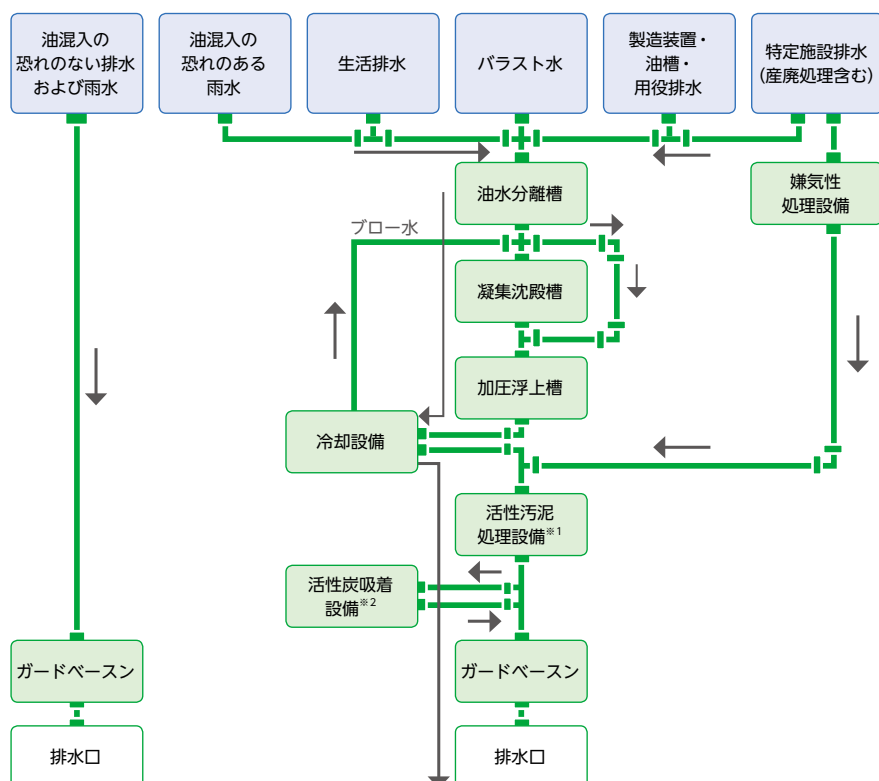 油混入の
恐れのない排水
および雨水
油混入の
恐れのある
雨水
生活排水
バラスト水
製造装置・
油槽・
用役排水
特定施設排水
(産廃処理含む)
油水分離槽
嫌気性
処理設備
ブロー水
凝集沈殿槽
加圧浮上槽
冷却設備
活性汚泥
処理設備※1
活性炭吸着
設備※2
ガードベースン
ガードベースン
排水口
排水口